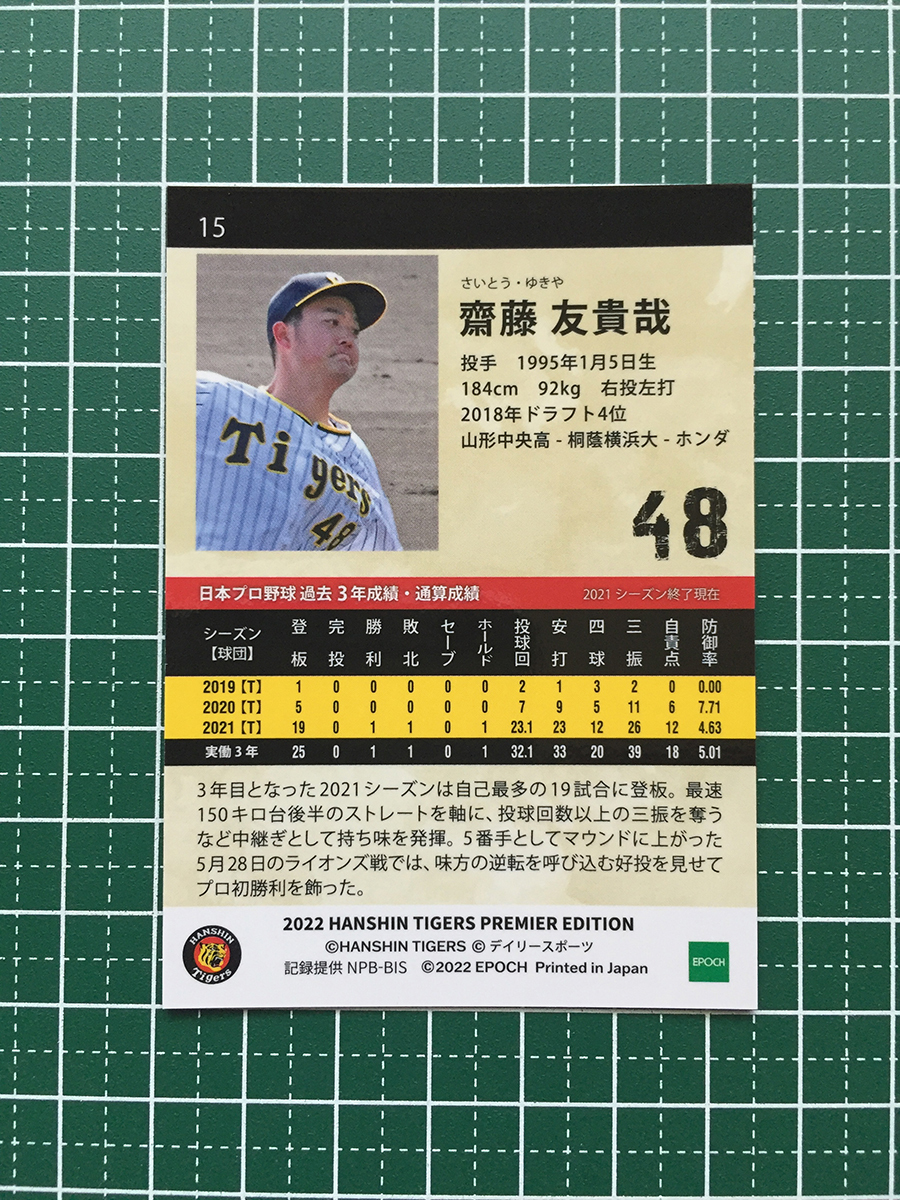 15
さいとう・ゆきや
齋藤 友貴哉
投手 1995年1月5日生
184cm 92kg 右投左打
2018年ドラフト4位
山形中央高 - 桐蔭横浜大 - ホンダ
Tigers
48
48
日本プロ野球 過去 3 年成績・通算成績 2021 シーズン終了現在
シーズン【球団】 登板 完投 勝利 敗北 セーブ ホールド 投球回 安打 四球 三振 自責点 防御率
2019【T】 1 0 0 0 0 0 2 1 3 2 0 0.00
2020【T】 5 0 0 0 0 0 7 9 5 11 6 7.71
2021【T】 19 0 1 1 0 1 23.1 23 12 26 12 4.63
実働 3 年 25 0 1 1 0 1 32.1 33 20 39 18 5.01
3年目となった2021シーズンは自己最多の19試合に登板。最速
150キロ台後半のストレートを軸に、投球回数以上の三振を奪う
など中継ぎとして持ち味を発揮。5番手としてマウンドに上がった
5月28日のライオンズ戦では、味方の逆転を呼び込む好投を見せて
プロ初勝利を飾った。
2022 HANSHIN TIGERS PREMIER EDITION
©HANSHIN TIGERS © デイリースポーツ
記録提供 NPB-BIS ©2022 EPOCH Printed in Japan
HANSHIN Tigers
EPOCH